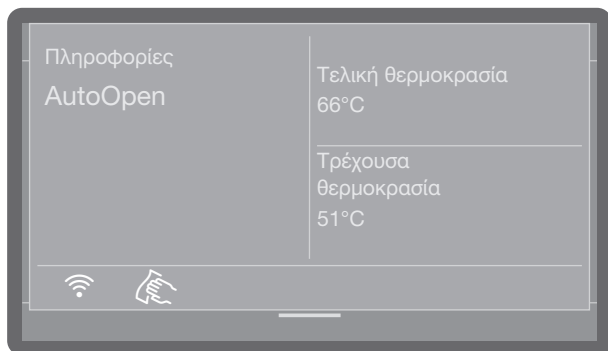 Πληροφορίες
AutoOpen
Τελική θερμοκρασία
66°C
Τρέχουσα
θερμοκρασία
51°C